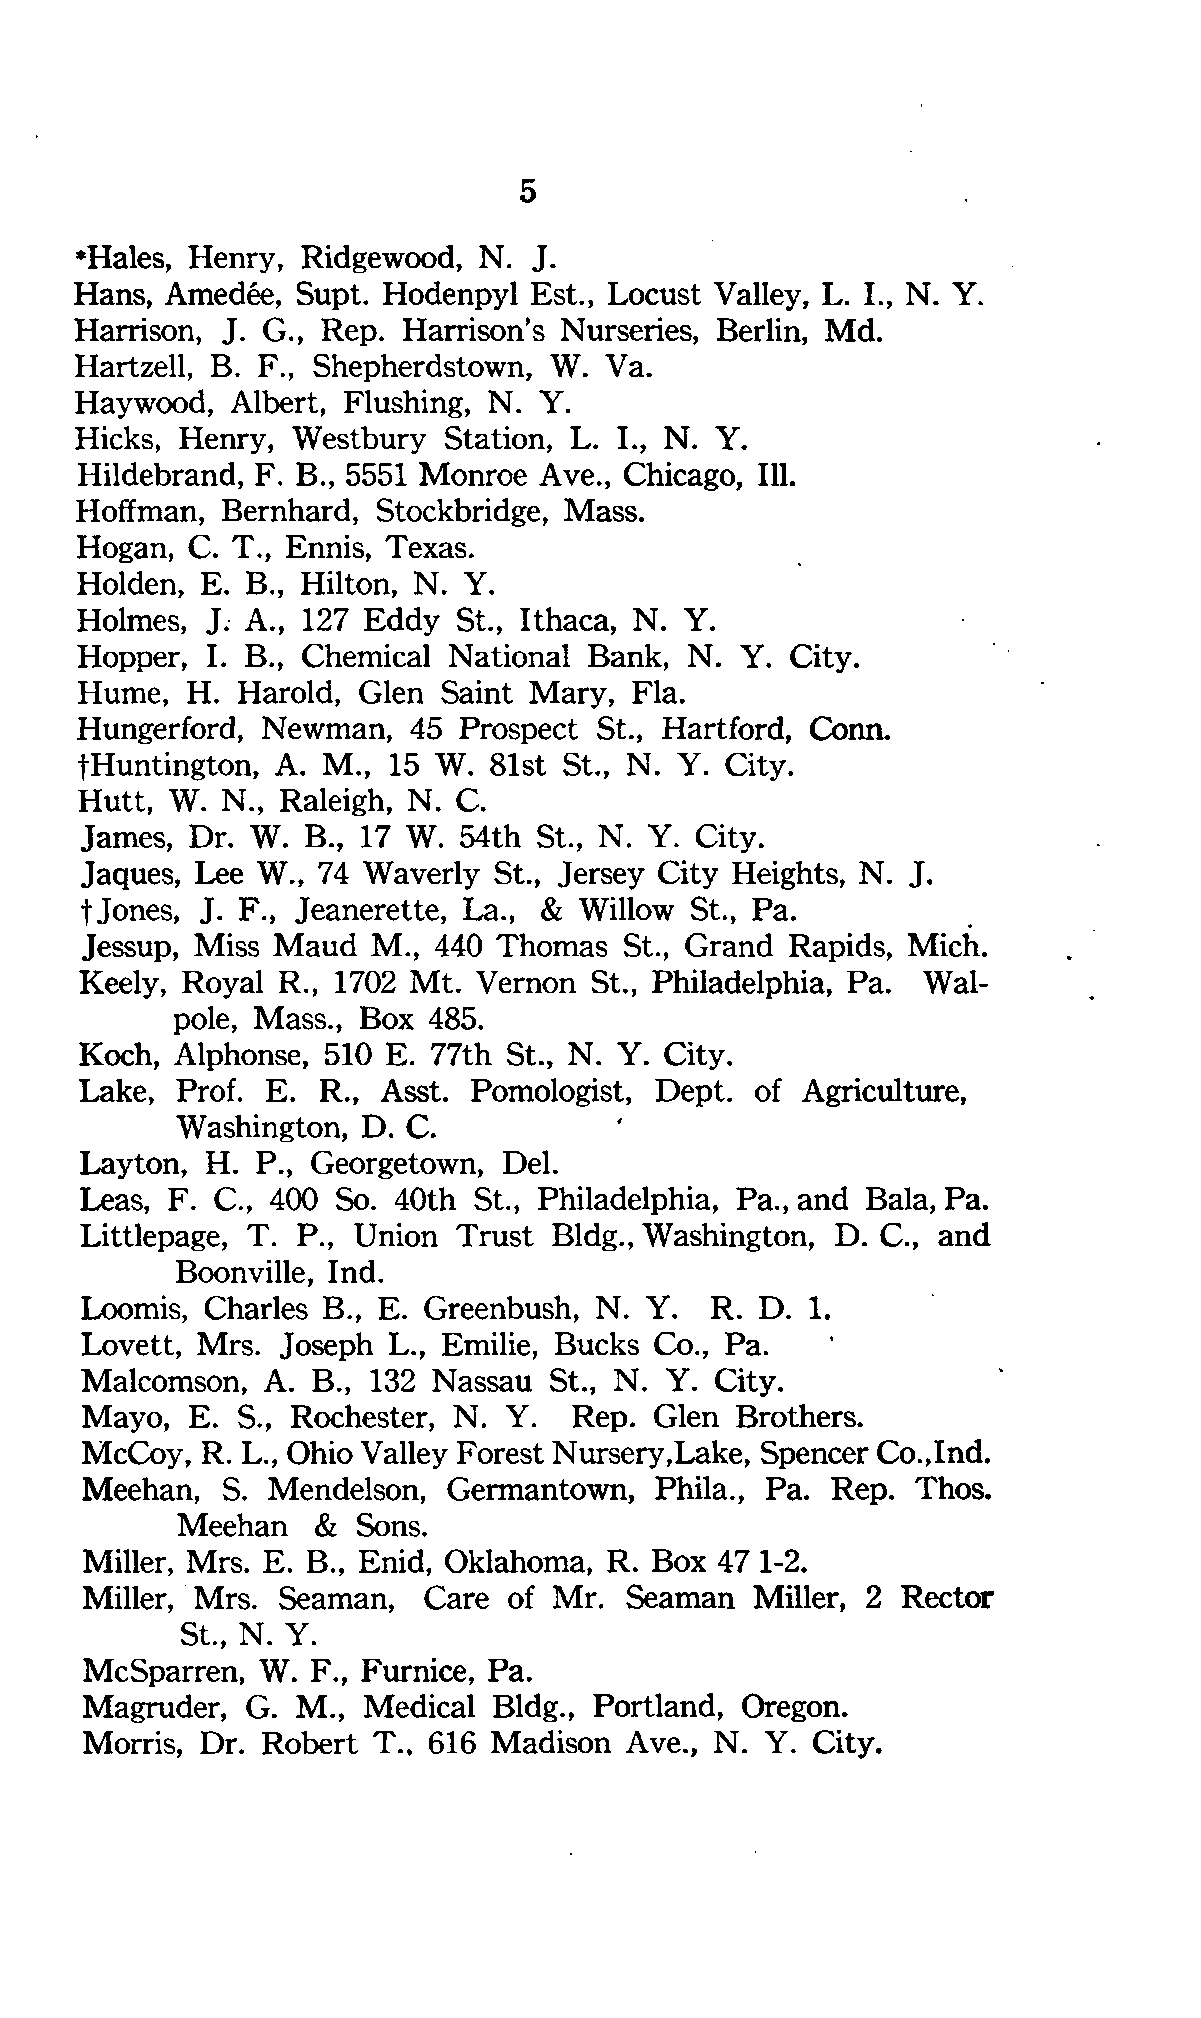 5
*Hales, Henry, Ridgewood, N. J.
Hans, Amedée, Supt. Hodenpyl Est., Locust Valley, L. I., N. Y.
Harrison, J. G., Rep. Harrison's Nurseries, Berlin, Md.
Hartzell, B. F., Shepherdstown, W. Va.
Haywood, Albert, Flushing, N. Y.
Hicks, Henry, Westbury Station, L. I., N. Y.
Hildebrand, F. B., 5551 Monroe Ave., Chicago, Ill.
Hoffman, Bernhard, Stockbridge, Mass.
Hogan, C. T., Ennis, Texas.
Holden, E. B., Hilton, N. Y.
Holmes, J. A., 127 Eddy St., Ithaca, N. Y.
Hopper, I. B., Chemical National Bank, N. Y. City.
Hume, H. Harold, Glen Saint Mary, Fla.
Hungerford, Newman, 45 Prospect St., Hartford, Conn.
†Huntington, A. M., 15 W. 81st St., N. Y. City.
Hutt, W. N., Raleigh, N. C.
James, Dr. W. B., 17 W. 54th St., N. Y. City.
Jaques, Lee W., 74 Waverly St., Jersey City Heights, N. J.
†Jones, J. F., Jeanerette, La., & Willow St., Pa.
Jessup, Miss Maud M., 440 Thomas St., Grand Rapids, Mich.
Keely, Royal R., 1702 Mt. Vernon St., Philadelphia, Pa. Wal-
pole, Mass., Box 485.
Koch, Alphonse, 510 E. 77th St., N. Y. City.
Lake, Prof. E. R., Asst. Pomologist, Dept. of Agriculture,
Washington, D. C.
Layton, H. P., Georgetown, Del.
Leas, F. C., 400 So. 40th St., Philadelphia, Pa., and Bala, Pa.
Littlepage, T. P., Union Trust Bldg., Washington, D. C., and
Boonville, Ind.
Loomis, Charles B., E. Greenbush, N. Y. R. D. 1.
Lovett, Mrs. Joseph L., Emilie, Bucks Co., Pa.
Malcomson, A. B., 132 Nassau St., N. Y. City.
Mayo, E. S., Rochester, N. Y. Rep. Glen Brothers.
McCoy, R. L., Ohio Valley Forest Nursery,Lake, Spencer Co.,Ind.
Meehan, S. Mendelson, Germantown, Phila., Pa. Rep. Thos.
Meehan & Sons.
Miller, Mrs. E. B., Enid, Oklahoma, R. Box 47 1-2.
Miller, Mrs. Seaman, Care of Mr. Seaman Miller, 2 Rector
St., N. Y.
McSparren, W. F., Furnice, Pa.
Magruder, G. M., Medical Bldg., Portland, Oregon.
Morris, Dr. Robert T., 616 Madison Ave., N. Y. City.